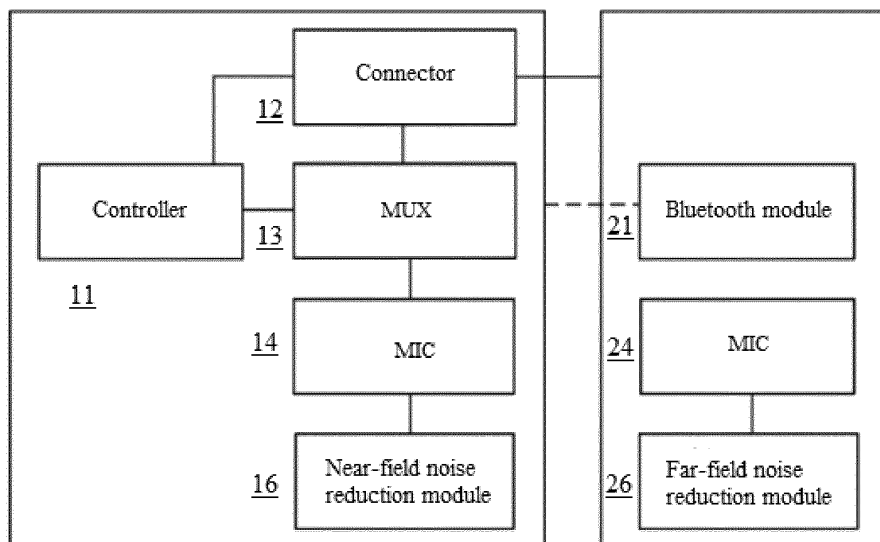 Connector
12
Controller
MUX
13
Bluetooth module
21
11
14
MIC
24
MIC
16
Near-field noise
reduction module
26
Far-field noise
reduction module